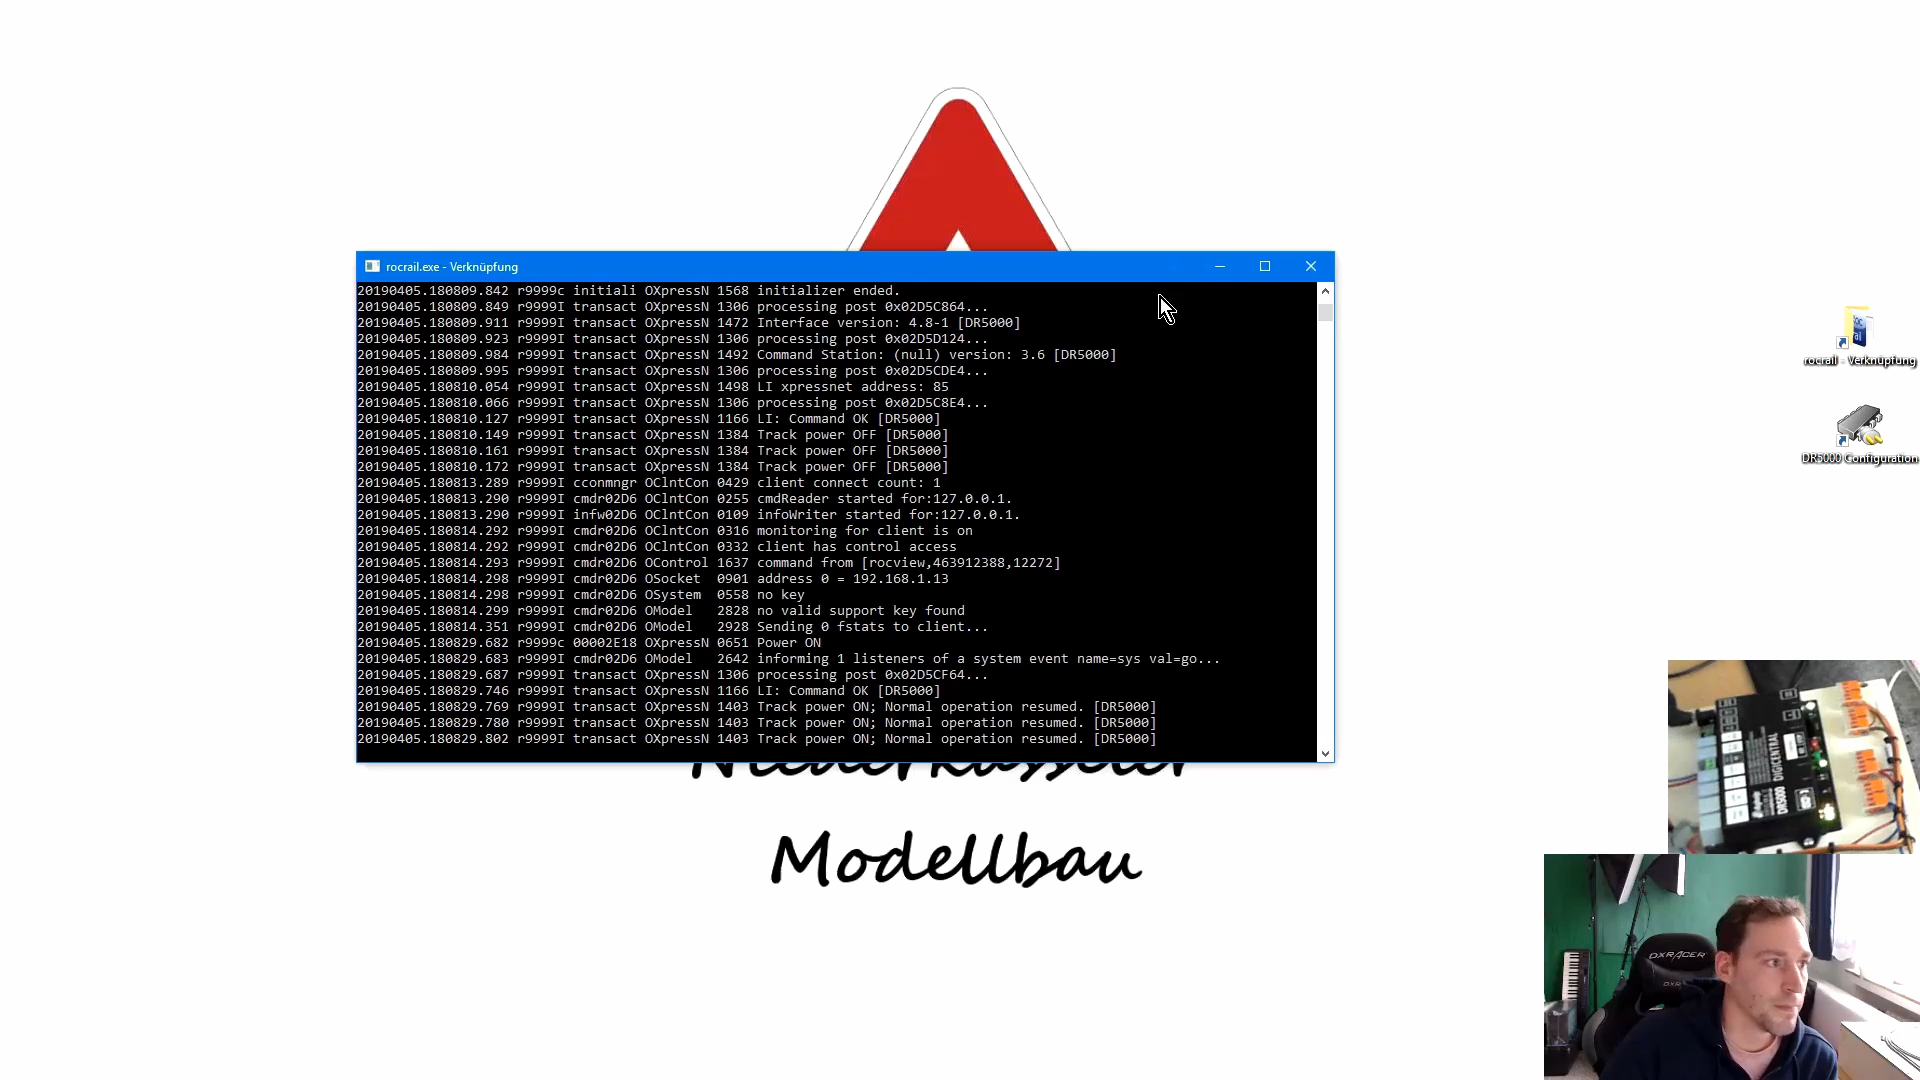 rocrail.exe - Verknüpfung
20190405.180809.842 r9999c initiali OXpressN 1568 initializer ended.
20190405.180809.849 r9999I transact OXpressN 1306 processing post 0x02D5C864...
20190405.180809.911 r9999I transact OXpressN 1472 Interface version: 4.8-1 [DR5000]
20190405.180809.923 r9999I transact OXpressN 1306 processing post 0x02D5D124...
20190405.180809.984 r9999I transact OXpressN 1492 Command Station: (null) version: 3.6 [DR5000]
20190405.180809.995 r9999I transact OXpressN 1306 processing post 0x02D5CDE4...
20190405.180810.054 r9999I transact OXpressN 1498 LI xpressnet address: 85
20190405.180810.066 r9999I transact OXpressN 1306 processing post 0x02D5C8E4...
20190405.180810.127 r9999I transact OXpressN 1166 LI: Command OK [DR5000]
20190405.180810.149 r9999I transact OXpressN 1384 Track power OFF [DR5000]
20190405.180810.161 r9999I transact OXpressN 1384 Track power OFF [DR5000]
20190405.180810.172 r9999I transact OXpressN 1384 Track power OFF [DR5000]
20190405.180813.289 r9999I cconmngr OClntCon 0429 client connect count: 1
20190405.180813.290 r9999I cmdr02D6 OClntCon 0255 cmdReader started for:127.0.0.1.
20190405.180813.290 r9999I infw02D6 OClntCon 0109 infoWriter started for:127.0.0.1.
20190405.180814.292 r9999I cmdr02D6 OClntCon 0316 monitoring for client is on
20190405.180814.292 r9999I cmdr02D6 OClntCon 0332 client has control access
20190405.180814.293 r9999I cmdr02D6 OControl 1637 command from [rocview,463912388,12272]
20190405.180814.298 r9999I cmdr02D6 OSocket 0901 address 0 = 192.168.1.13
20190405.180814.298 r9999I cmdr02D6 OSystem 0558 no key
20190405.180814.299 r9999I cmdr02D6 OModel 2828 no valid support key found
20190405.180814.351 r9999I cmdr02D6 OModel 2928 Sending 0 fstats to client...
20190405.180829.682 r9999c 00002E18 OXpressN 0651 Power ON
20190405.180829.683 r9999I cmdr02D6 OModel 2642 informing 1 listeners of a system event name=sys val=go...
20190405.180829.687 r9999I transact OXpressN 1306 processing post 0x02D5CF64...
20190405.180829.746 r9999I transact OXpressN 1166 LI: Command OK [DR5000]
20190405.180829.769 r9999I transact OXpressN 1403 Track power ON; Normal operation resumed. [DR5000]
20190405.180829.780 r9999I transact OXpressN 1403 Track power ON; Normal operation resumed. [DR5000]
20190405.180829.802 r9999I transact OXpressN 1403 Track power ON; Normal operation resumed. [DR5000]
Niederkasseler
Modellbau
rocrail - Verknüpfung
DR5000 Configuration
DIGICENTRAL
DR5000
DXRACER